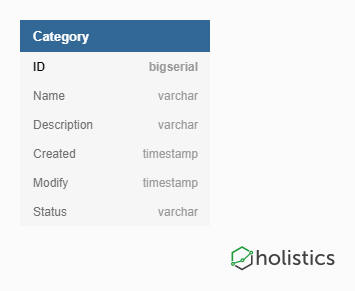 Category
ID bigserial
Name varchar
Description varchar
Created timestamp
Modify timestamp
Status varchar
holistics